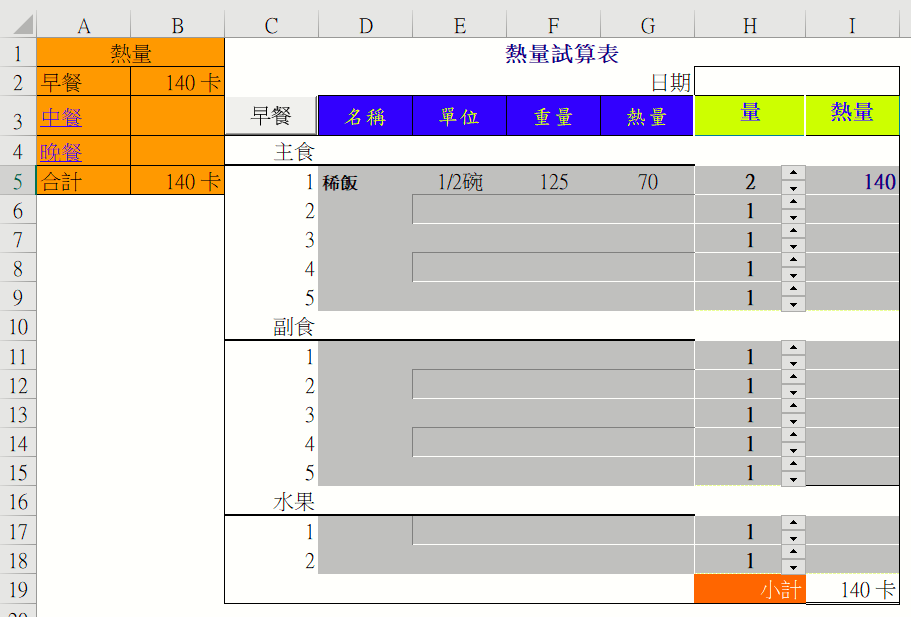 A B C D E F G H I
1 熱量 熱量試算表
2 早餐 140 卡 日期
3 中餐 早餐 名稱 單位 重量 熱量 量 熱量
4 晚餐 主食
5 合計 140 卡 1 稀飯 1/2碗 125 70 2 140
6 2 1
7 3 1
8 4 1
9 5 1
10 副食
11 1 1
12 2 1
13 3 1
14 4 1
15 5 1
16 水果
17 1 1
18 2 1
19 小計 140 卡
20